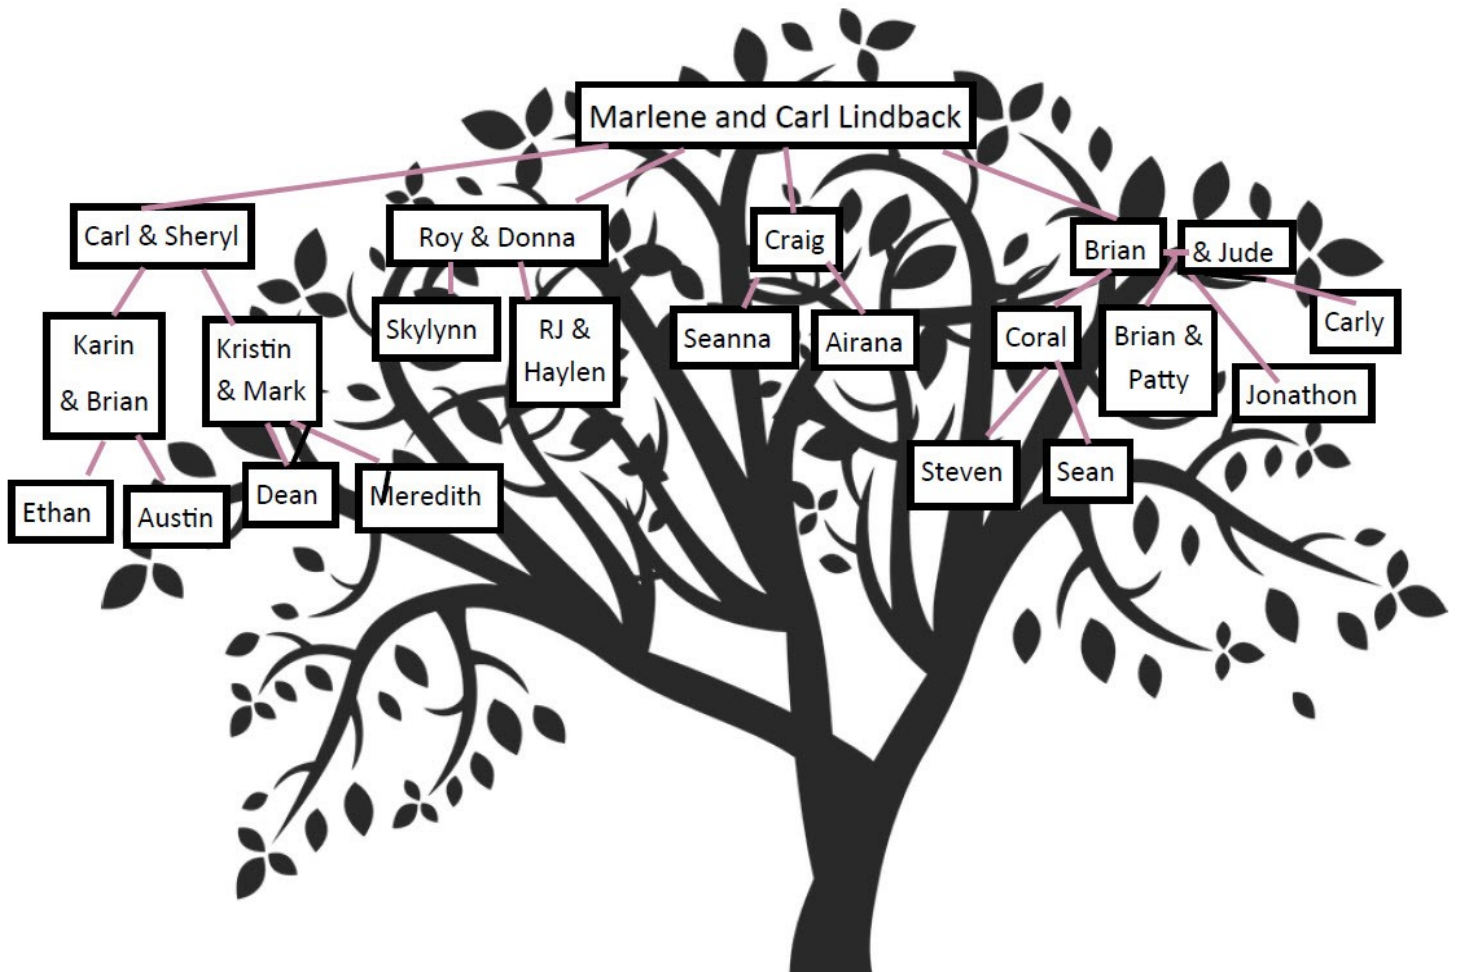 Marlene and Carl Lindback
Carl & Sheryl
Roy & Donna
Craig
Brian
& Jude
Karin
& Brian
Kristin
& Mark
Skylynn
RJ &
Haylen
Seanna
Airana
Coral
Brian &
Patty
Carly
Jonathon
Ethan
Austin
Dean
Meredith
Steven
Sean